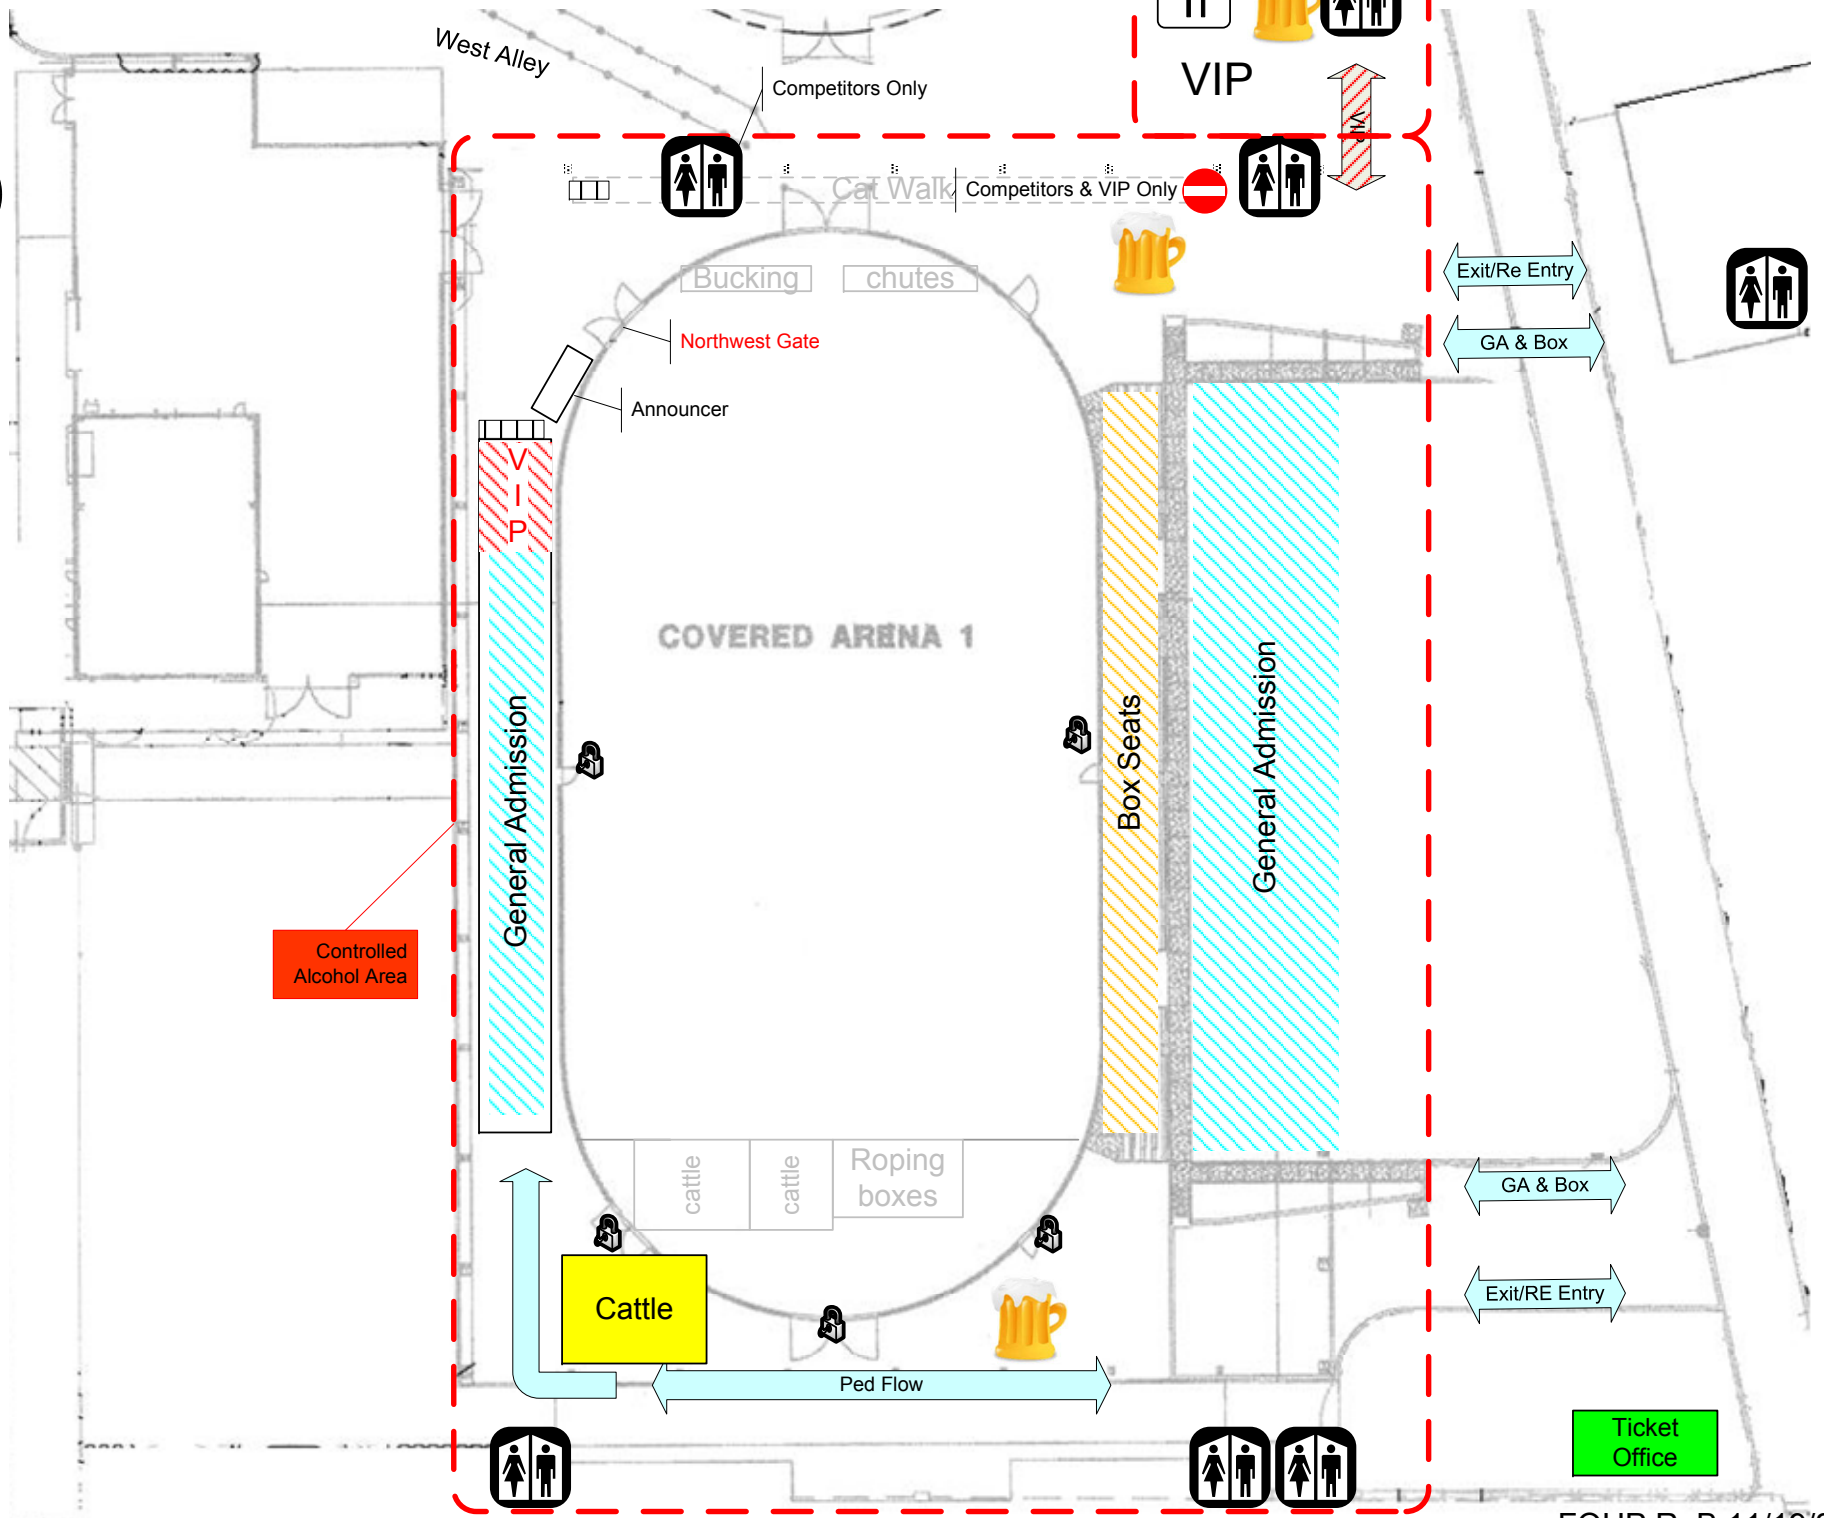 West Alley
VIP
Competitors Only
VIP
Cat Walk
Competitors & VIP Only
Bucking
chutes
Exit/Re Entry
Northwest Gate
GA & Box
Announcer
V
I
P
COVERED ARENA 1
General Admission
Box Seats
General Admission
Controlled
Alcohol Area
cattle
cattle
Roping
boxes
GA & Box
Cattle
Exit/RE Entry
Ped Flow
Ticket
Office